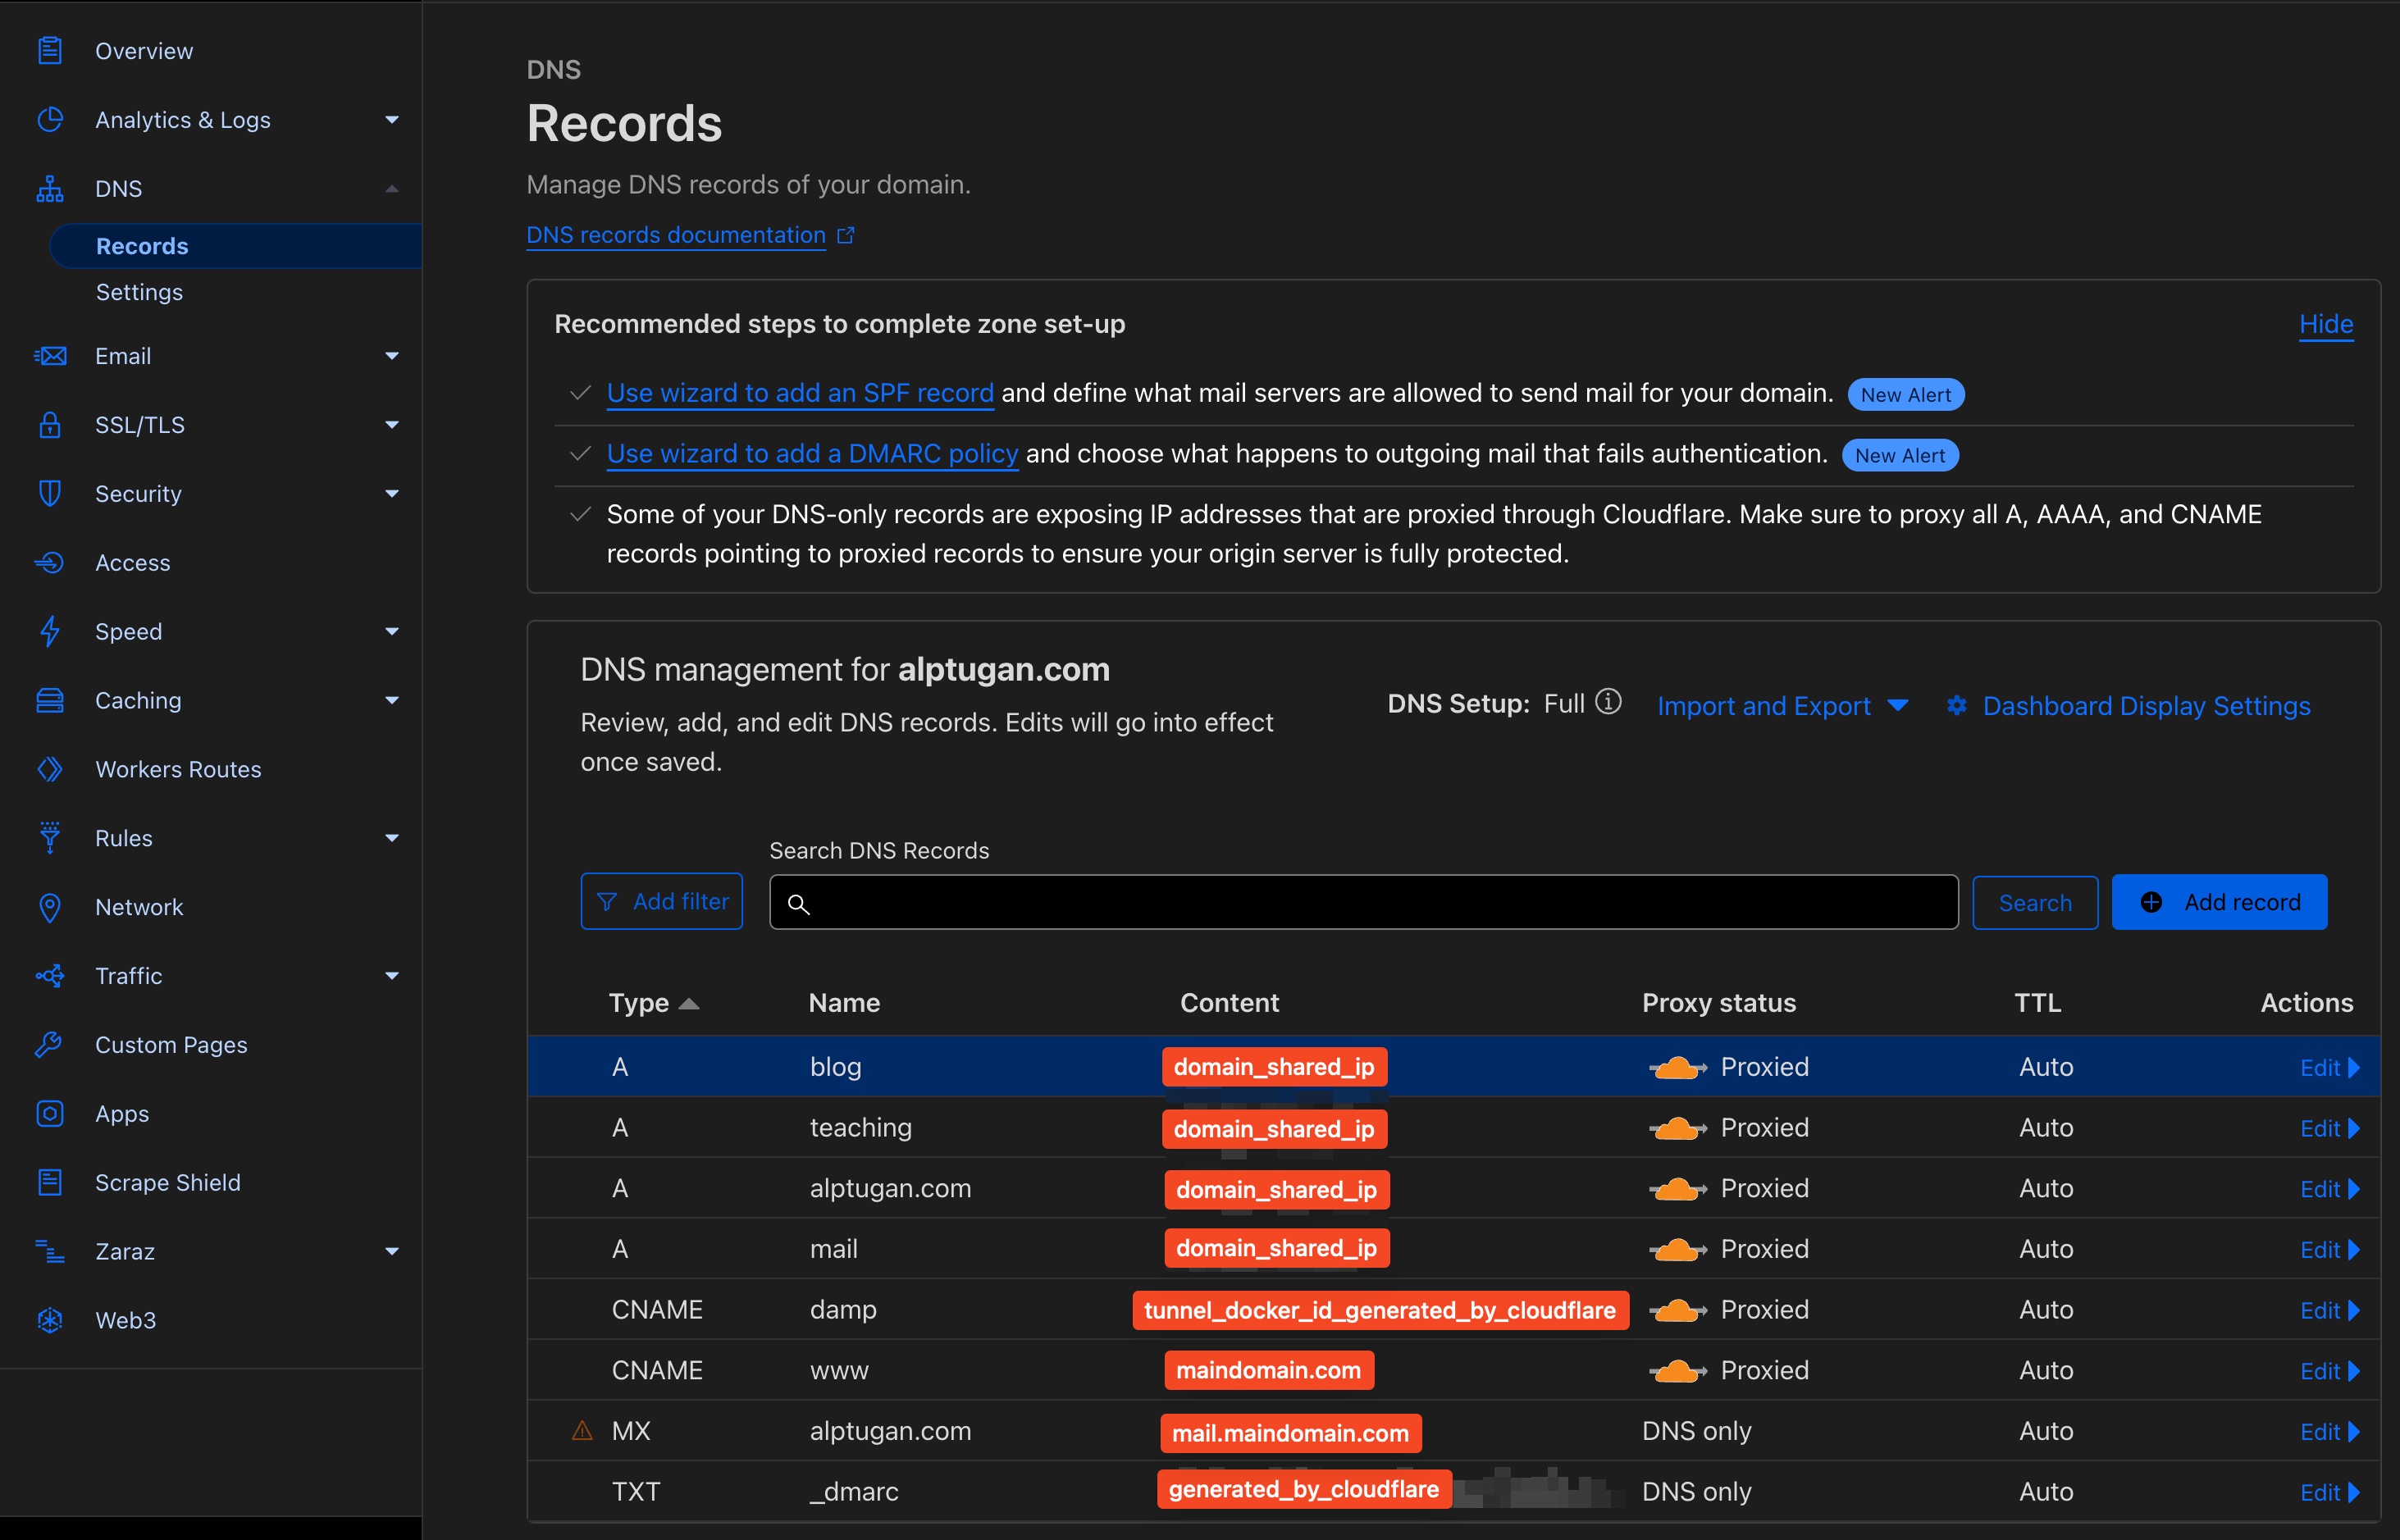 Overview
Analytics & Logs
DNS
Records
Settings
Email
SSL/TLS
Security
Access
Speed
Caching
Workers Routes
Rules
Network
Traffic
Custom Pages
Apps
Scrape Shield
Zaraz
Web3
DNS
Records
Manage DNS records of your domain.
DNS records documentation
Recommended steps to complete zone set-up
Hide
Use wizard to add an SPF record and define what mail servers are allowed to send mail for your domain. New Alert
Use wizard to add a DMARC policy and choose what happens to outgoing mail that fails authentication. New Alert
Some of your DNS-only records are exposing IP addresses that are proxied through Cloudflare. Make sure to proxy all A, AAAA, and CNAME
records pointing to proxied records to ensure your origin server is fully protected.
DNS management for alptugan.com
Review, add, and edit DNS records. Edits will go into effect
once saved.
DNS Setup: Full
Import and Export
Dashboard Display Settings
Search DNS Records
Add filter
Search
Add record
Type Name Content Proxy status TTL Actions
A blog domain_shared_ip Proxied Auto Edit
A teaching domain_shared_ip Proxied Auto Edit
A alptugan.com domain_shared_ip Proxied Auto Edit
A mail domain_shared_ip Proxied Auto Edit
CNAME damp tunnel_docker_id_generated_by_cloudflare Proxied Auto Edit
CNAME www maindomain.com Proxied Auto Edit
MX alptugan.com mail.maindomain.com DNS only Auto Edit
TXT _dmarc generated_by_cloudflare DNS only Auto Edit